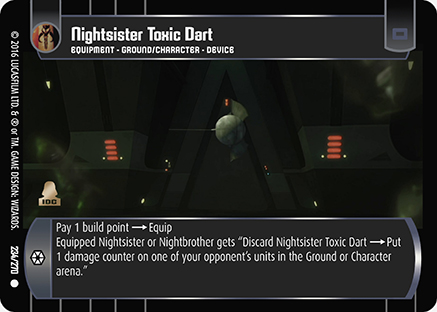 Nightsister Toxic Dart
EQUIPMENT - GROUND/CHARACTER - DEVICE
© 2016 LUCASFILM LTD. & ® or TM. GAME DESIGN: WIZARDS.
IDC
224/270
Pay 1 build point → Equip
Equipped Nightsister or Nightbrother gets “Discard Nightsister Toxic Dart → Put
1 damage counter on one of your opponent's units in the Ground or Character
arena.”